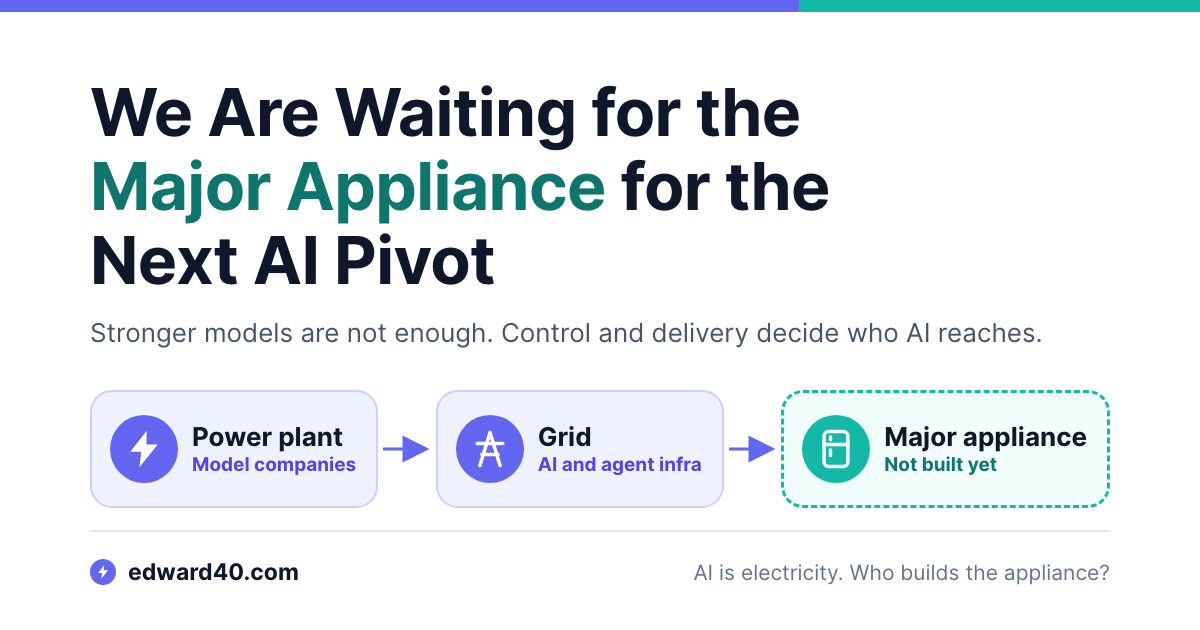 We Are Waiting for the
Major Appliance for the
Next AI Pivot
Stronger models are not enough. Control and delivery decide who AI reaches.
Power plant
Model companies
Grid
AI and agent infra
Major appliance
Not built yet
edward40.com
AI is electricity. Who builds the appliance?